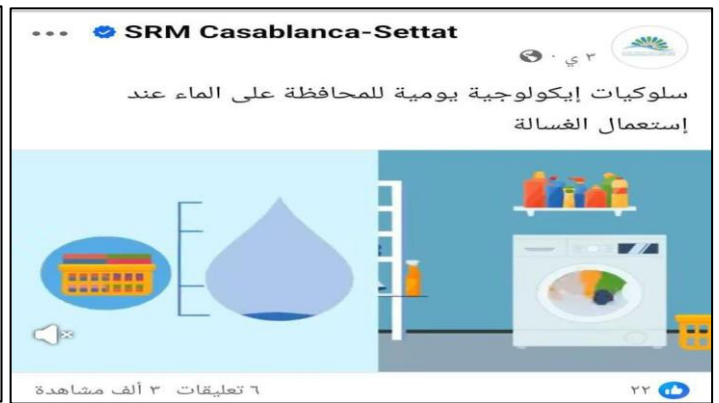 SRM Casablanca-Settat
٣ ي
سلوكيات إيكولوجية يومية للمحافظة على الماء عند
إستعمال الغسالة
٢٢
٦ تعليقات ٣ ألف مشاهدة